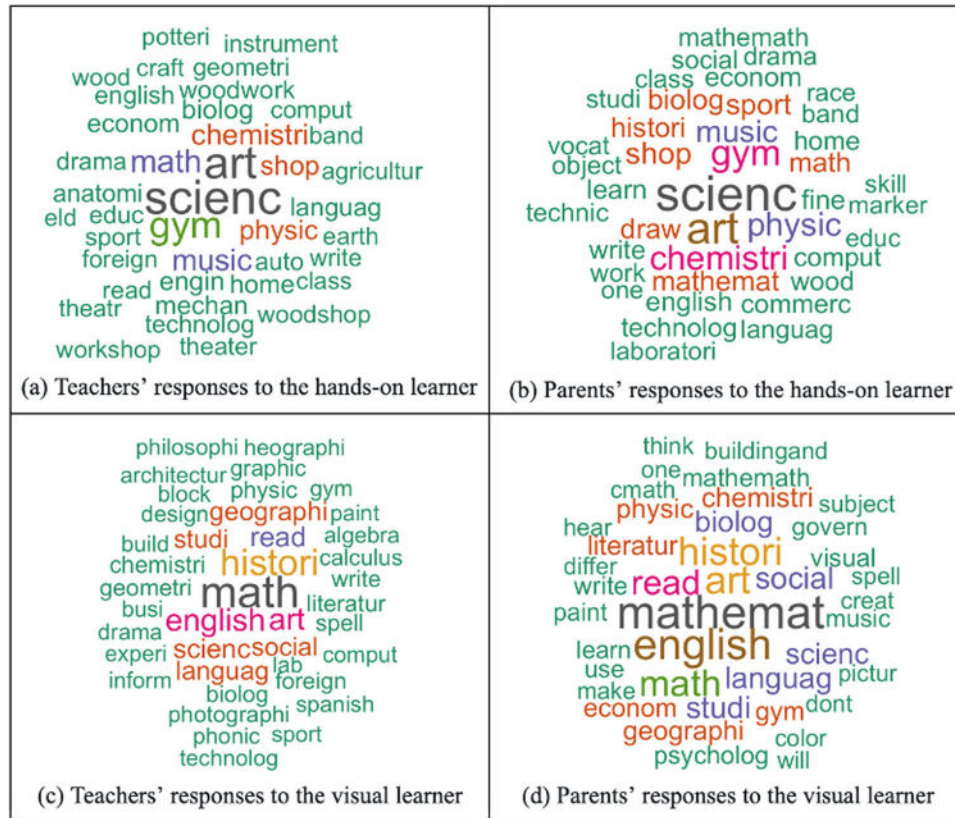 potteri instrument
wood craft geometri
english woodwork
biolog comput
econom chemistri band
drama math art shop agricultur
anatomi scienc languag
eld educ gym physic earth
sport
foreign music auto write
read engin home class
theatr mechan woodshop
technolog
workshop theater
(a) Teachers' responses to the hands-on learner
mathemath
social drama
class econom
studi biolog sport race
band
histori music home
vocat shop gym math
object
learn scienc fine skill
marker
technic draw art physic educ
write chemistri comput
work mathemat wood
one english commerc
technolog languag
laboratori
(b) Parents' responses to the hands-on learner
philosophi heographi
architectur graphic
block physic gym
design geographi paint
build studi read algebra
chemistri histori calculus
geometri math write
busi literatur
drama english art spell
experi scienc social comput
inform languag lab foreign
biolog spanish
photographi
phonic sport
technolog
(c) Teachers' responses to the visual learner
think buildingand
one mathemath
cmath chemistri subject
physic biolog govern
hear literatur histori visual
differ
write read art social spell
paint mathemat creat
music
learn english scienc
use math languag pictur
make
econom studi gym dont
geographi color
psycholog will
(d) Parents' responses to the visual learner